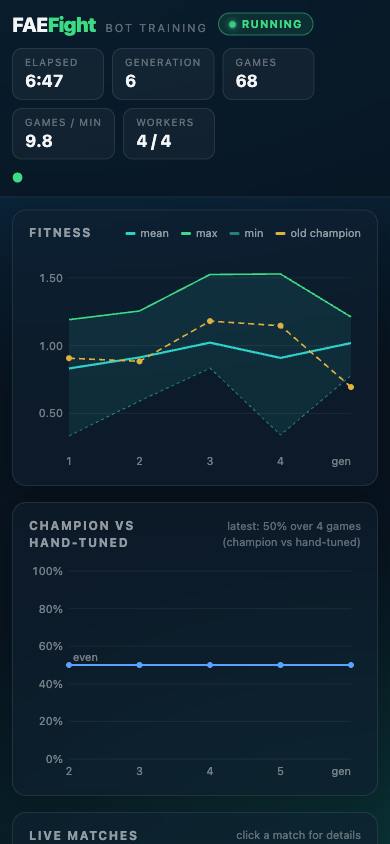 FAEFight BOT TRAINING RUNNING
ELAPSED GENERATION GAMES
6:47 6 68
GAMES / MIN WORKERS
9.8 4 / 4
FITNESS mean max min old champion
1.50
1.00
0.50
1 2 3 4 gen
CHAMPION VS HAND-TUNED
latest: 50% over 4 games
(champion vs hand-tuned)
100%
80%
60%
even
40%
20%
0%
2 3 4 5 gen
LIVE MATCHES click a match for details